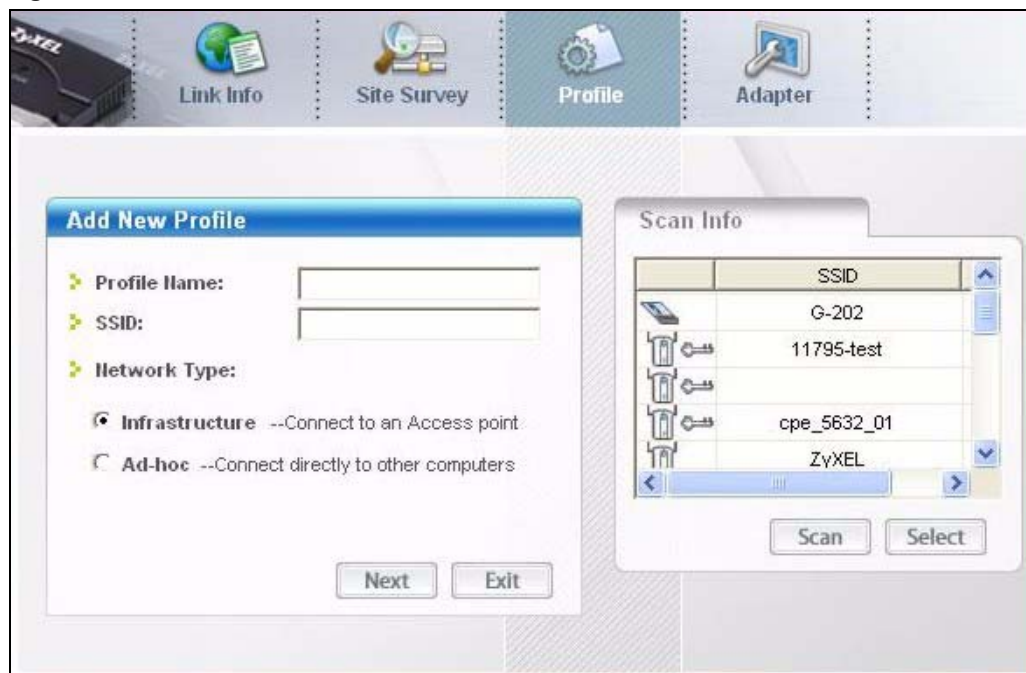 ZyXEL
Link Info
Site Survey
Profile
Adapter
Add New Profile
Profile Name:
SSID:
Network Type:
Infrastructure --Connect to an Access point
Ad-hoc --Connect directly to other computers
Next
Exit
Scan Info
SSID
G-202
11795-test
cpe_5632_01
ZyXEL
Scan
Select